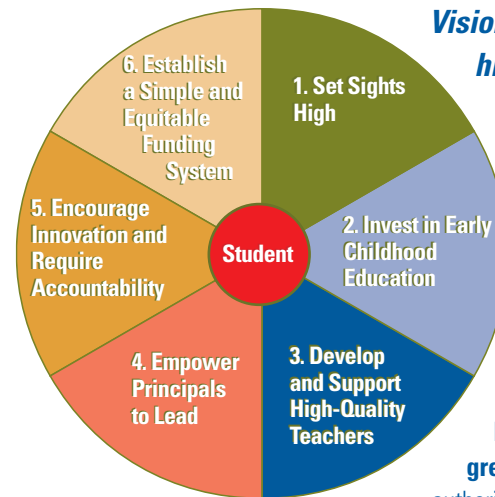 Vision
hi
1. Set Sights
High
2. Invest in Early
Childhood
Education
3. Develop
and Support
High-Quality
Teachers
4. Empower
Principals
to Lead
5. Encourage
Innovation and
Require
Accountability
6. Establish
a Simple and
Equitable
Funding
System
Student
gre